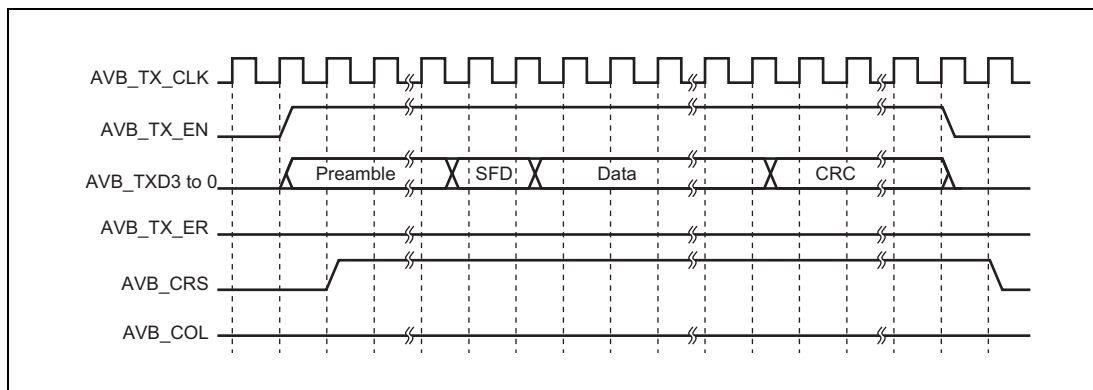 AVB_TX_CLK
AVB_TX_EN
AVB_TXD3 to 0 Preamble SFD Data CRC
AVB_TX_ER
AVB_CRS
AVB_COL